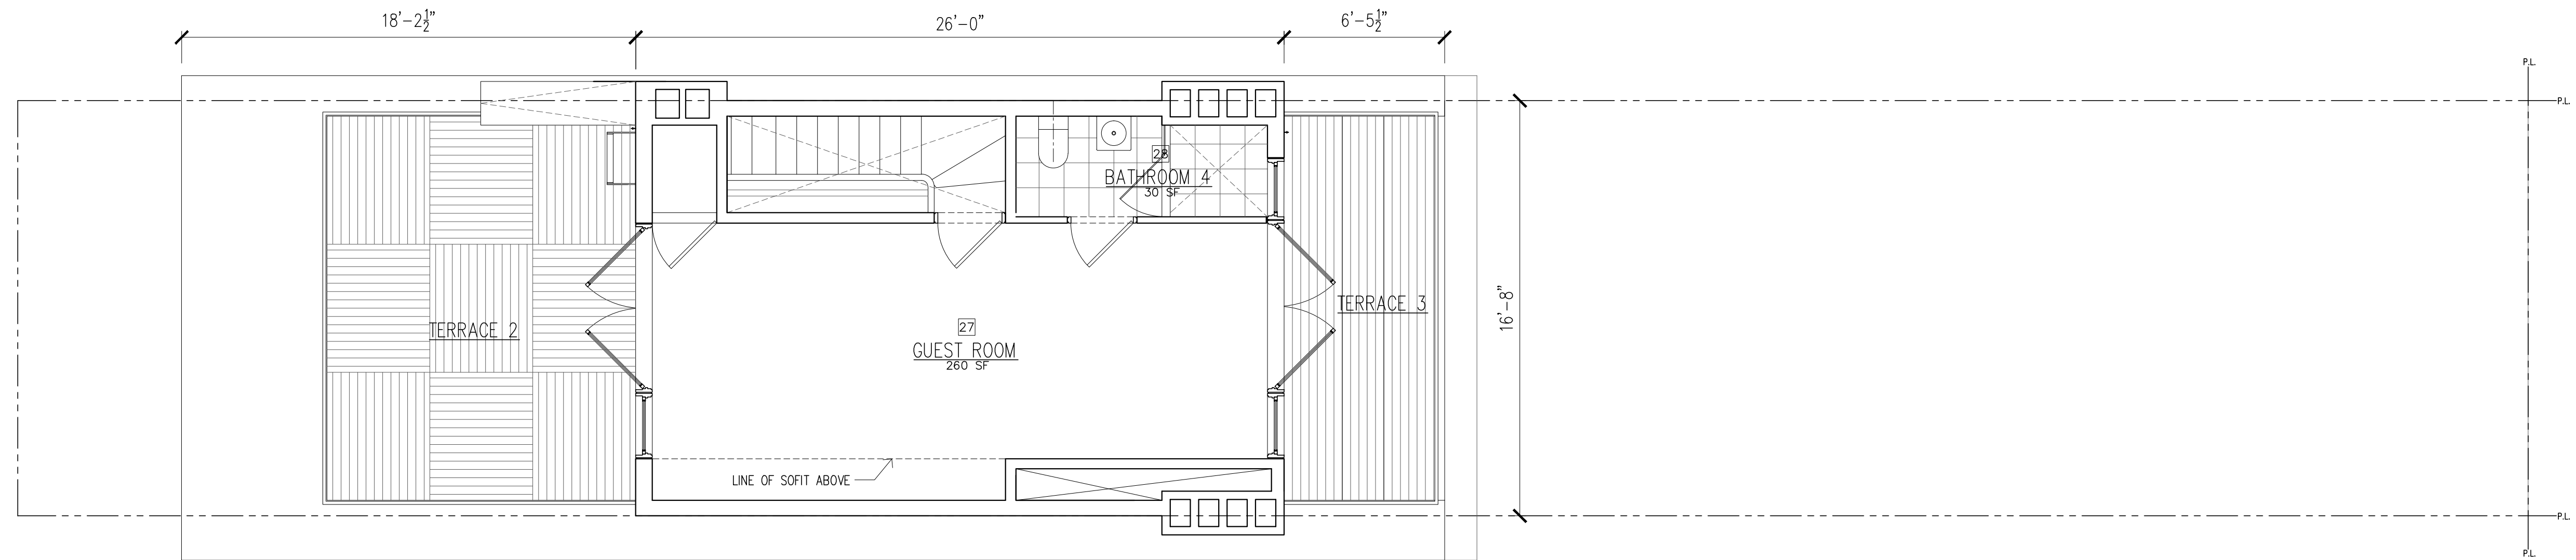 18'-2½"
26'-0"
6'-5½"
P.L.
P.L.
28
BATHROOM 4
30 SF
16'-8"
TERRACE 3
TERRACE 2
27
GUEST ROOM
260 SF
LINE OF SOFIT ABOVE
P.L.
P.L.